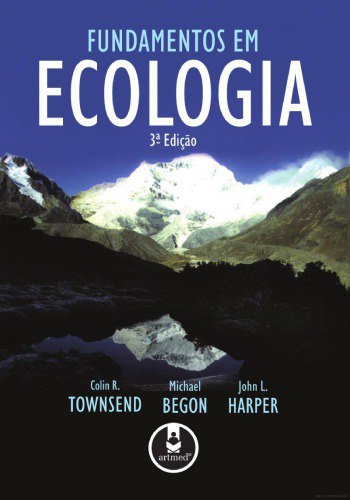 FUNDAMENTOS EM
ECOLOGIA
3ª Edição
Colin R. Michael John L.
TOWNSEND BEGON HARPER
artmed®